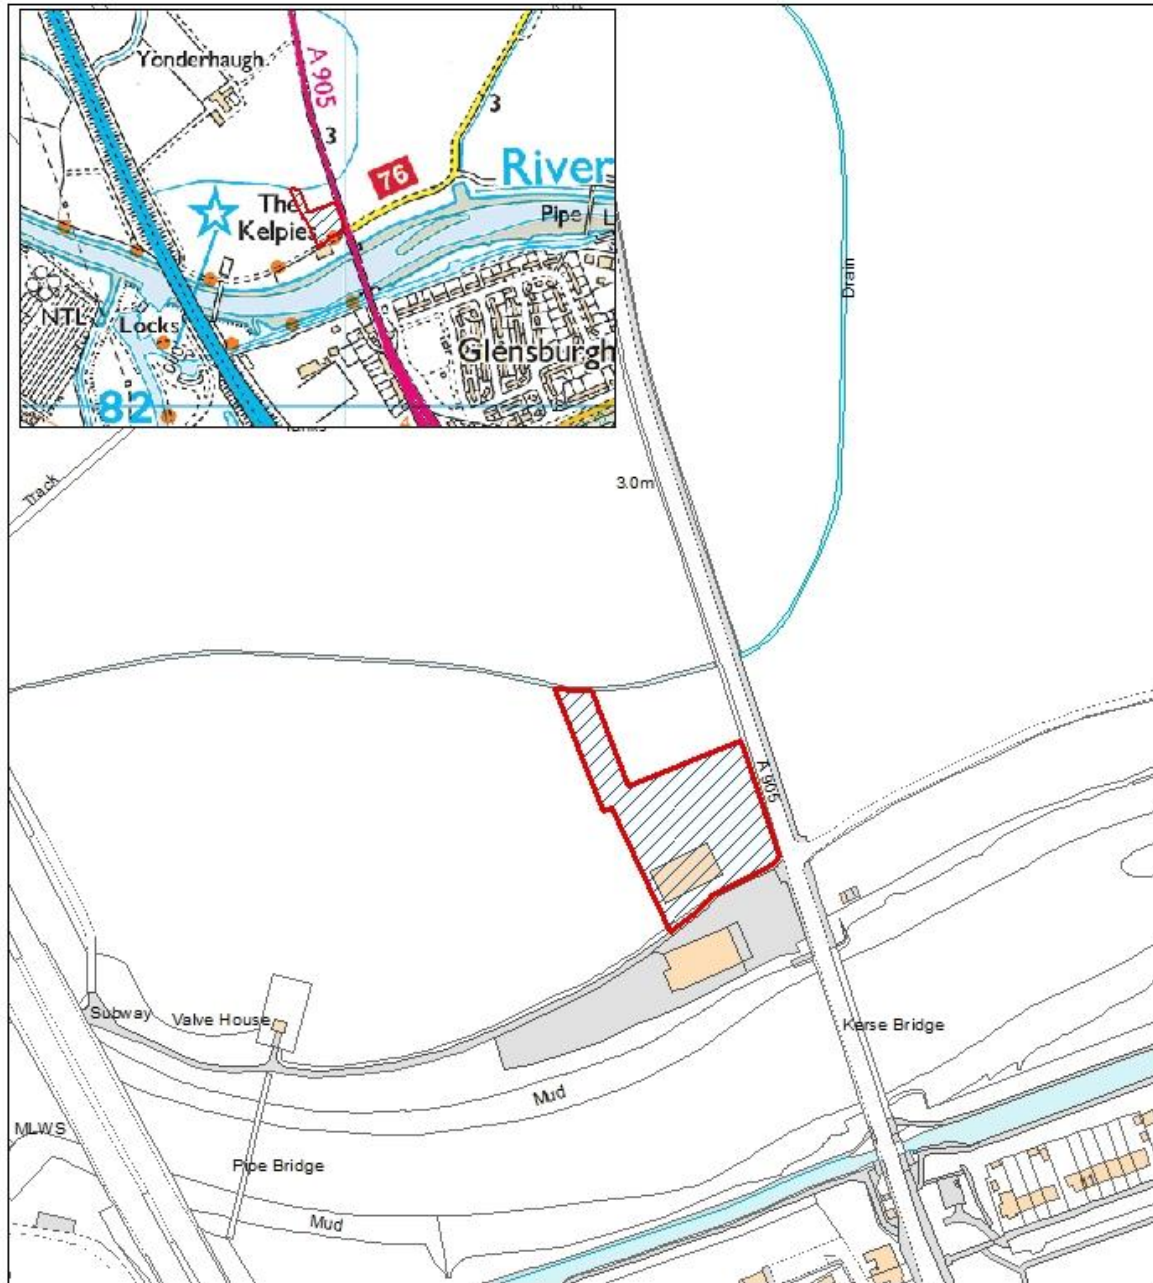 Yonderhaugh
A 905
3
3
76
River
The
Kelpies
Pipe
L
NTL
Locks
Glensburgh
82
Track
3.0m
Drain
A 905
Subway
Valve House
Kerse Bridge
Mud
MLWS
Pipe Bridge
Mud